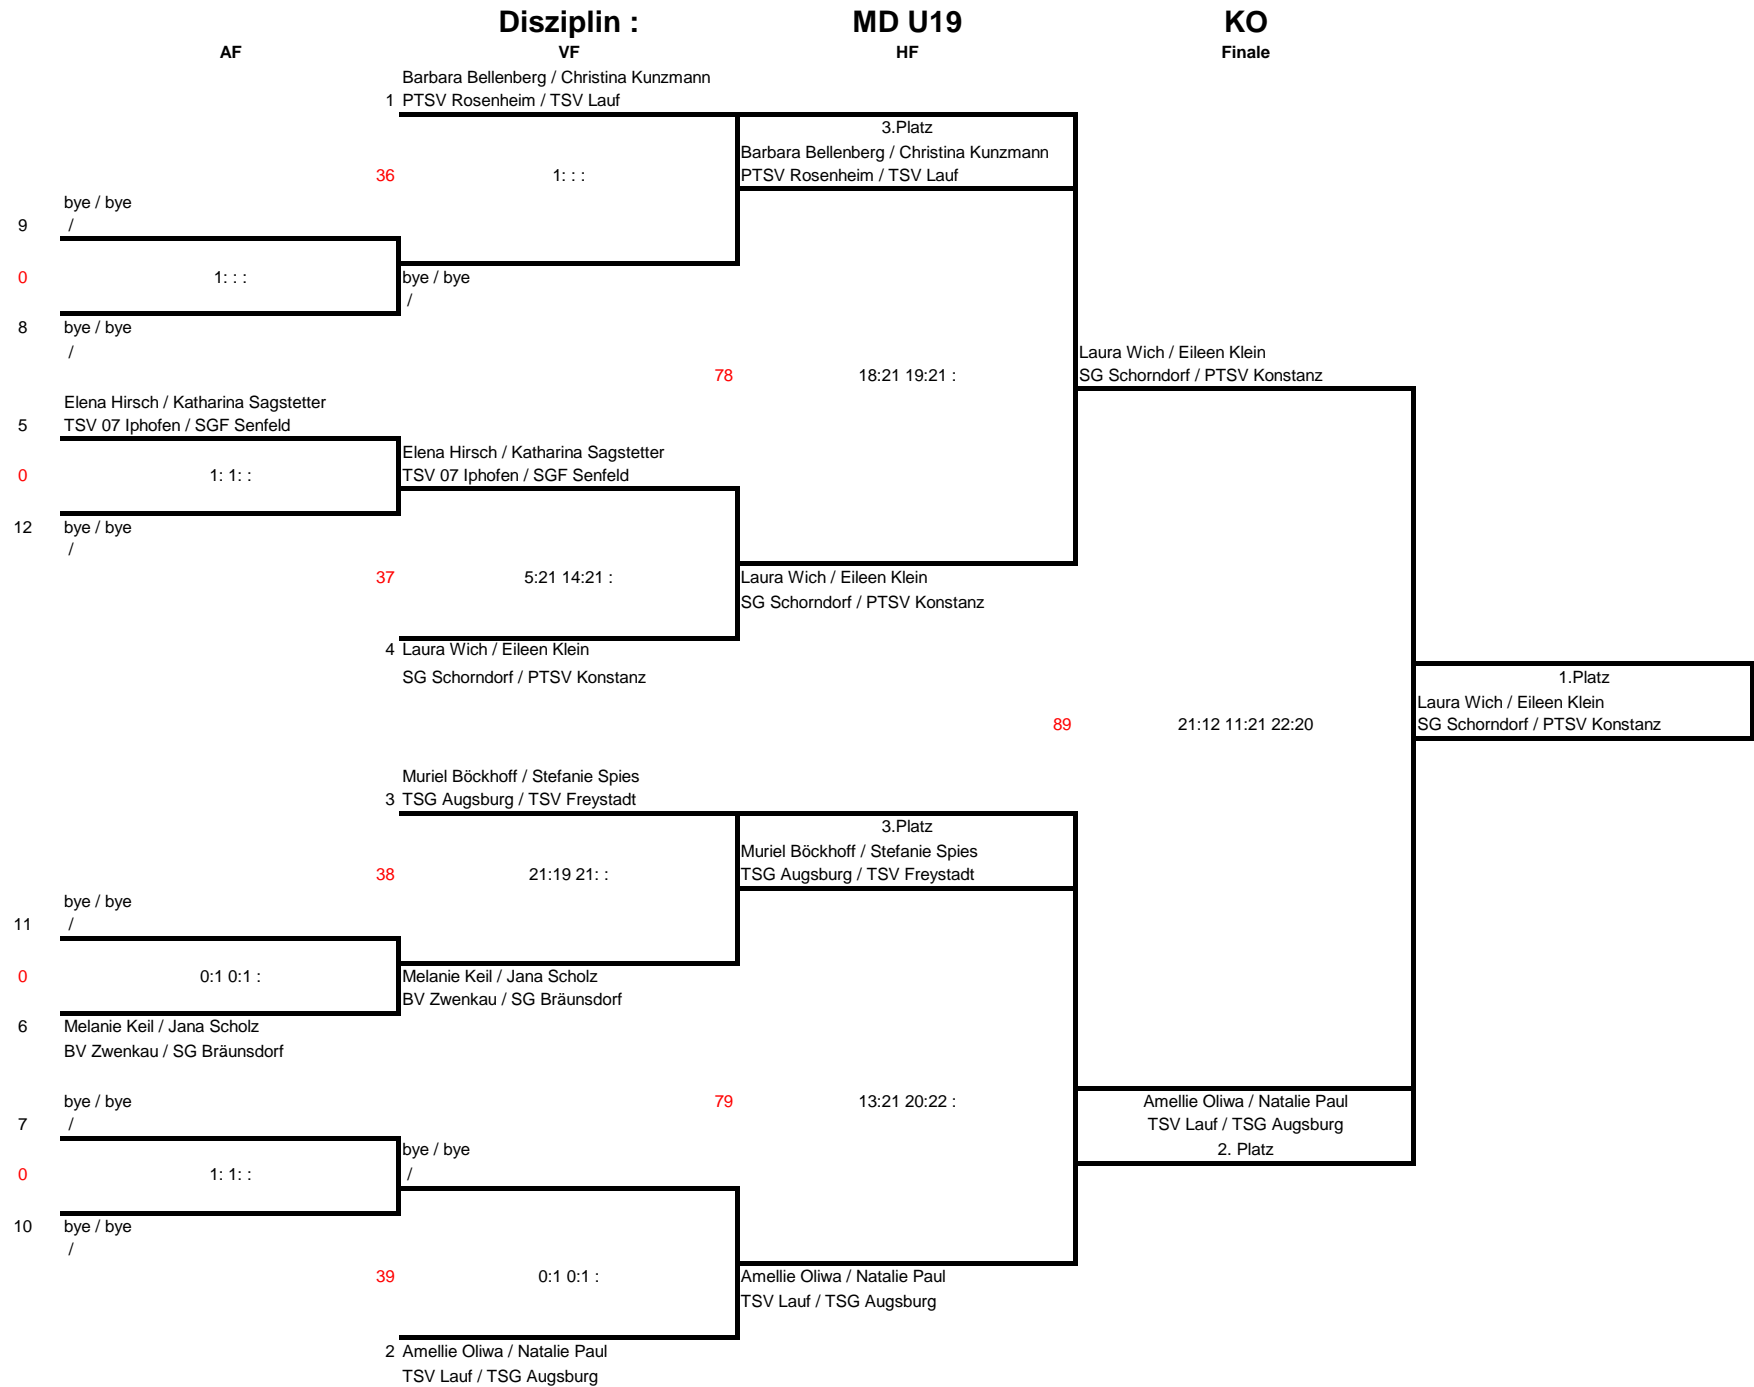 Disziplin : MD U19 KO
AF VF HF Finale
Barbara Bellenberg / Christina Kunzmann
1 PTSV Rosenheim / TSV Lauf
3.Platz
Barbara Bellenberg / Christina Kunzmann
36 1: : : PTSV Rosenheim / TSV Lauf
bye / bye
9 /
0 1: : : bye / bye
/
8 bye / bye
/ Laura Wich / Eileen Klein
78 18:21 19:21 : SG Schorndorf / PTSV Konstanz
Elena Hirsch / Katharina Sagstetter
5 TSV 07 Iphofen / SGF Senfeld
Elena Hirsch / Katharina Sagstetter
0 1: 1: : TSV 07 Iphofen / SGF Senfeld
12 bye / bye
/
37 5:21 14:21 : Laura Wich / Eileen Klein
SG Schorndorf / PTSV Konstanz
4 Laura Wich / Eileen Klein
SG Schorndorf / PTSV Konstanz 1.Platz
Laura Wich / Eileen Klein
89 21:12 11:21 22:20 SG Schorndorf / PTSV Konstanz
Muriel Böckhoff / Stefanie Spies
3 TSG Augsburg / TSV Freystadt
3.Platz
Muriel Böckhoff / Stefanie Spies
38 21:19 21: : TSG Augsburg / TSV Freystadt
bye / bye
11 /
0 0:1 0:1 : Melanie Keil / Jana Scholz
BV Zwenkau / SG Bräunsdorf
6 Melanie Keil / Jana Scholz
BV Zwenkau / SG Bräunsdorf
bye / bye 79 13:21 20:22 : Amellie Oliwa / Natalie Paul
7 / TSV Lauf / TSG Augsburg
bye / bye 2. Platz
0 1: 1: : /
10 bye / bye
/
39 0:1 0:1 : Amellie Oliwa / Natalie Paul
TSV Lauf / TSG Augsburg
2 Amellie Oliwa / Natalie Paul
TSV Lauf / TSG Augsburg